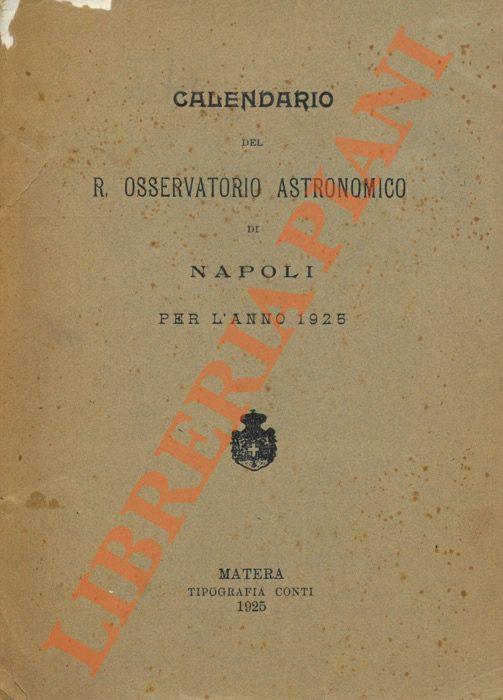 CALENDARIO
DEL
R. OSSERVATORIO ASTRONOMICO
DI
NAPOLI
PER L'ANNO 1925
MATERA
TIPOGRAFIA CONTI
1925
LIBRERIA PIANI